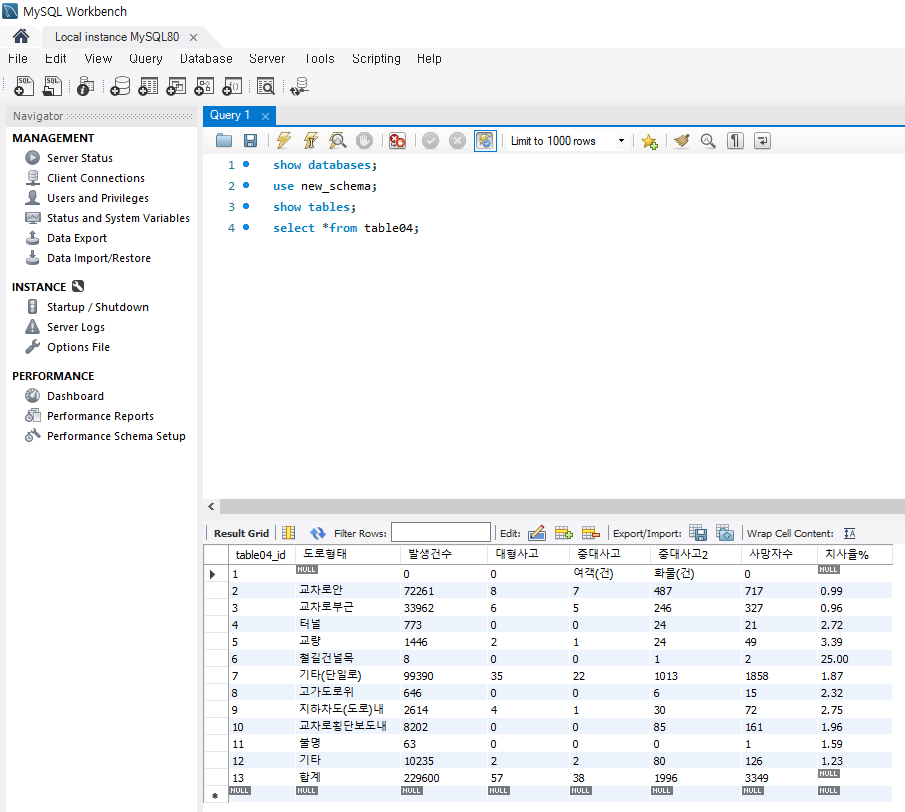 MySQL Workbench
Local instance MySQL80 ×
File Edit View Query Database Server Tools Scripting Help
Navigator
MANAGEMENT
Server Status
Client Connections
Users and Privileges
Status and System Variables
Data Export
Data Import/Restore
INSTANCE
Startup / Shutdown
Server Logs
Options File
PERFORMANCE
Dashboard
Performance Reports
Performance Schema Setup
Query 1 ×
Limit to 1000 rows
1 show databases;
2 use new_schema;
3 show tables;
4 select *from table04;
Result Grid Filter Rows: Edit: Export/Import: Wrap Cell Content:
table04_id 도로형태 발생건수 대형사고 중대사고 중대사고2 사망자수 치사율%
1 NULL 0 0 여객(건) 화물(건) 0 NULL
2 교차로안 72261 8 7 487 717 0.99
3 교차로부근 33962 6 5 246 327 0.96
4 터널 773 0 0 24 21 2.72
5 교량 1446 2 1 24 49 3.39
6 철길건널목 8 0 0 1 2 25.00
7 기타(단일로) 99390 35 22 1013 1858 1.87
8 고가도로위 646 0 0 6 15 2.32
9 지하차도(도로)내 2614 4 1 30 72 2.75
10 교차로횡단보도내 8202 0 0 85 161 1.96
11 불명 63 0 0 0 1 1.59
12 기타 10235 2 2 80 126 1.23
13 합계 229600 57 38 1996 3349 NULL
NULL NULL NULL NULL NULL NULL NULL NULL